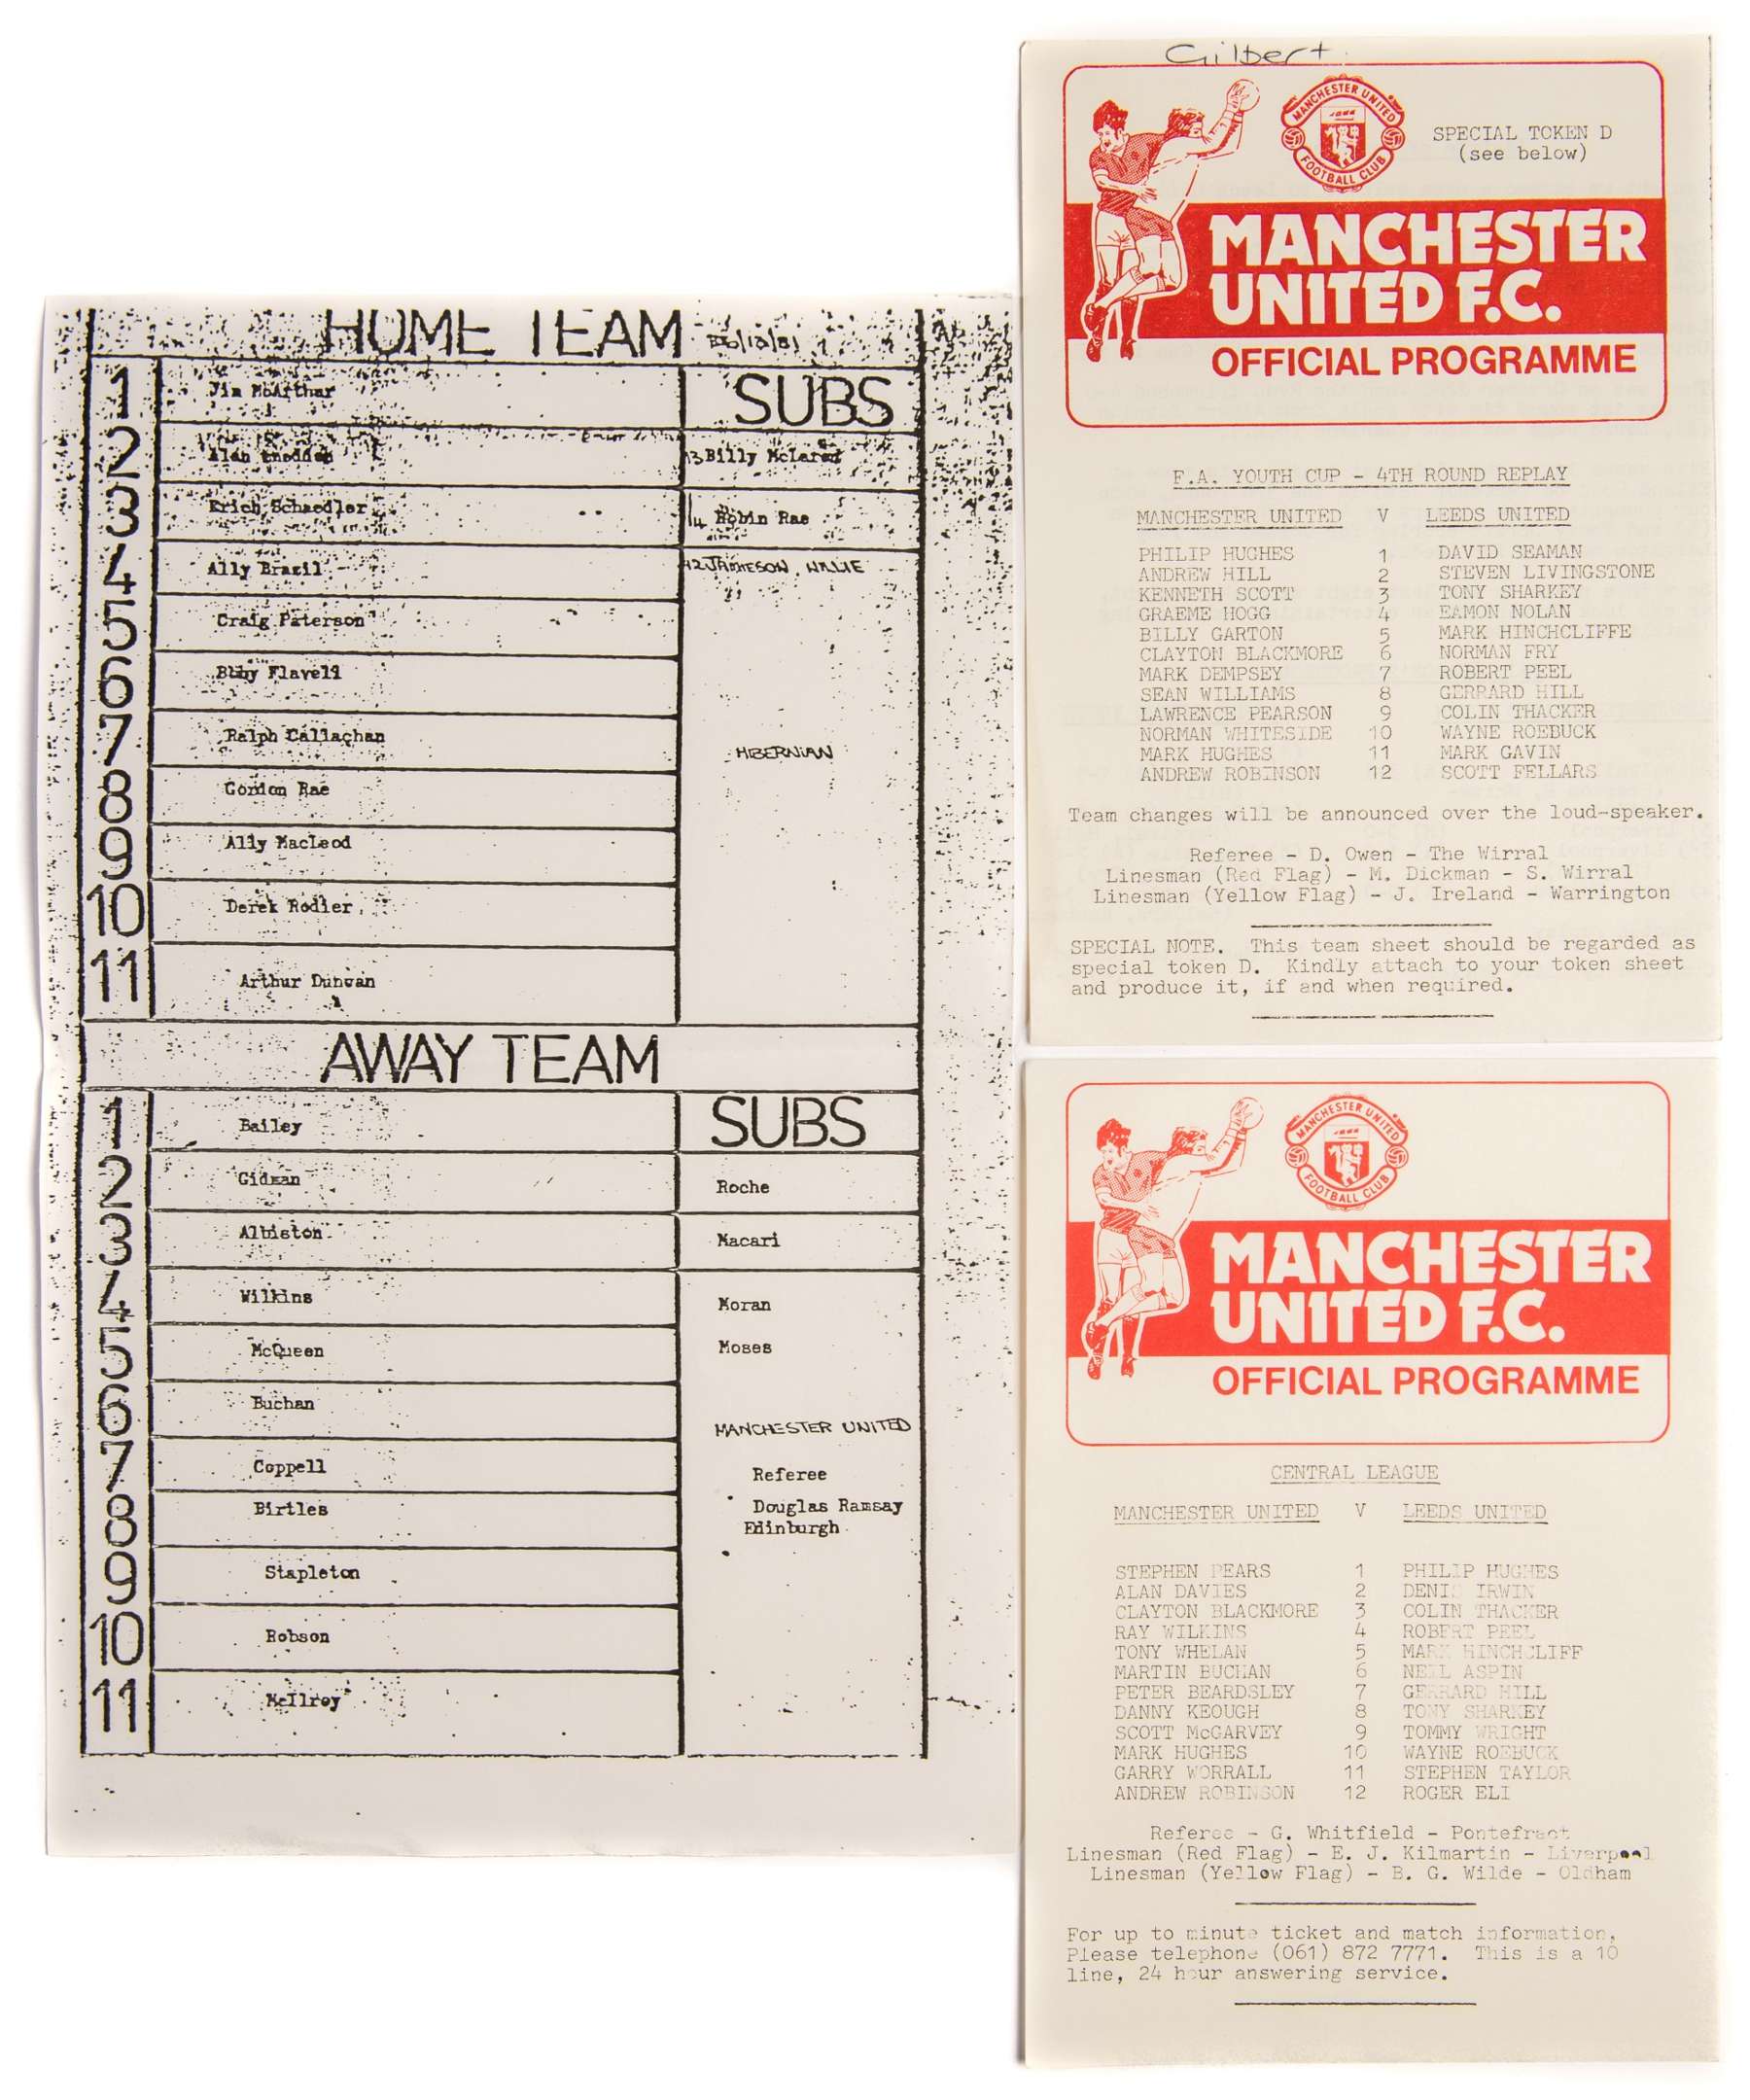 HOME TEAM
1 Jim McArthur SUBS
2 13 Billy McLaren
3 Erich Schaedler 14 Robin Rae
4 Ally Brazil 12 JAMIESON, WILLIE
5 Craig Paterson
6 Flavell
7 Ralph Callachan HIBERNIAN
8 Gordon Rae
9 Ally MacLeod
10 Derek Rodier
11 Arthur Duncan
AWAY TEAM
1 Bailey SUBS
2 Gidman Roche
3 Albiston Macari
4 Wilkins Moran
5 McQueen Moses
6 Buchan MANCHESTER UNITED
7 Coppell Referee
8 Birtles Douglas Ramsay
Edinburgh
9 Stapleton
10 Robson
11 McIlroy
Gilbert
MANCHESTER UNITED
FOOTBALL CLUB
SPECIAL TOKEN D
(see below)
MANCHESTER
UNITED F.C.
OFFICIAL PROGRAMME
F.A. YOUTH CUP - 4TH ROUND REPLAY
MANCHESTER UNITED V LEEDS UNITED
PHILIP HUGHES 1 DAVID SEAMAN
ANDREW HILL 2 STEVEN LIVINGSTONE
KENNETH SCOTT 3 TONY SHARKEY
GRAEME HOGG 4 EAMON NOLAN
BILLY GARTON 5 MARK HINCHCLIFFE
CLAYTON BLACKMORE 6 NORMAN FRY
MARK DEMPSEY 7 ROBERT PEEL
SEAN WILLIAMS 8 GERRARD HILL
LAWRENCE PEARSON 9 COLIN THACKER
NORMAN WHITESIDE 10 WAYNE ROEBUCK
MARK HUGHES 11 MARK GAVIN
ANDREW ROBINSON 12 SCOTT FELLARS
Team changes will be announced over the loud-speaker.
Referee - D. Owen - The Wirral
Linesman (Red Flag) - M. Dickman - S. Wirral
Linesman (Yellow Flag) - J. Ireland - Warrington
SPECIAL NOTE. This team sheet should be regarded as
special token D. Kindly attach to your token sheet
and produce it, if and when required.
MANCHESTER UNITED
FOOTBALL CLUB
MANCHESTER
UNITED F.C.
OFFICIAL PROGRAMME
CENTRAL LEAGUE
MANCHESTER UNITED V LEEDS UNITED
STEPHEN PEARS 1 PHILIP HUGHES
ALAN DAVIES 2 DENIS IRWIN
CLAYTON BLACKMORE 3 COLIN THACKER
RAY WILKINS 4 ROBERT PEEL
TONY WHELAN 5 MARK HINCHCLIFF
MARTIN BUCHAN 6 NEIL ASPIN
PETER BEARDSLEY 7 GERRARD HILL
DANNY KEOUGH 8 TONY SHARKEY
SCOTT McGARVEY 9 TOMMY WRIGHT
MARK HUGHES 10 WAYNE ROEBUCK
GARRY WORRALL 11 STEPHEN TAYLOR
ANDREW ROBINSON 12 ROGER ELI
Referee - G. Whitfield - Pontefract
Linesman (Red Flag) - E. J. Kilmartin - Liverpool
Linesman (Yellow Flag) - B. G. Wilde - Oldham
For up to minute ticket and match information,
Please telephone (061) 872 7771. This is a 10
line, 24 hour answering service.